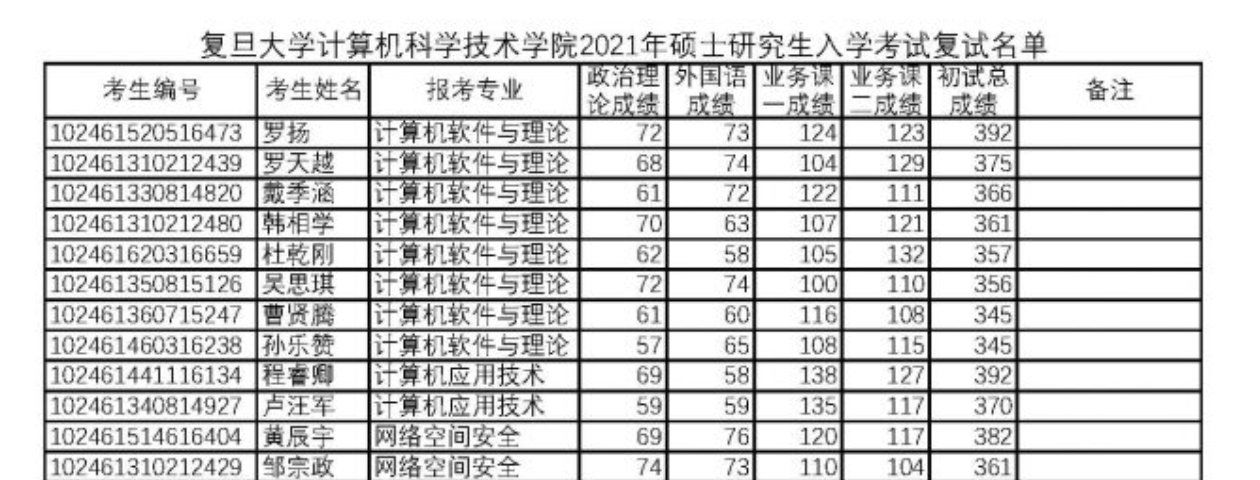 复旦大学计算机科学技术学院2021年硕士研究生入学考试复试名单
考生编号 考生姓名 报考专业 政治理论成绩 外国语成绩 业务课一成绩 业务课二成绩 初试总成绩 备注
102461520516473 罗扬 计算机软件与理论 72 73 124 123 392
102461310212439 罗天越 计算机软件与理论 68 74 104 129 375
102461330814820 戴季涵 计算机软件与理论 61 72 122 111 366
102461310212480 韩相学 计算机软件与理论 70 63 107 121 361
102461620316659 杜乾刚 计算机软件与理论 62 58 105 132 357
102461350815126 吴思琪 计算机软件与理论 72 74 100 110 356
102461360715247 曹贤腾 计算机软件与理论 61 60 116 108 345
102461460316238 孙乐赞 计算机软件与理论 57 65 108 115 345
102461441116134 程睿卿 计算机应用技术 69 58 138 127 392
102461340814927 卢汪军 计算机应用技术 59 59 135 117 370
102461514616404 黄辰宇 网络空间安全 69 76 120 117 382
102461310212429 邹宗政 网络空间安全 74 73 110 104 361